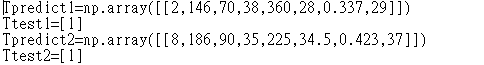 Tpredict1=np.array([[2,146,70,38,360,28,0.337,29]])
Ttest1=[1]
Tpredict2=np.array([[8,186,90,35,225,34.5,0.423,37]])
Ttest2=[1]